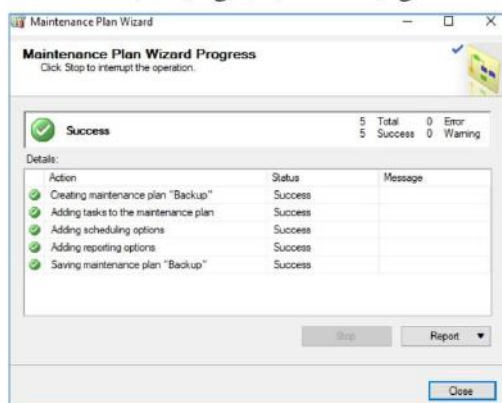 Maintenance Plan Wizard
Maintenance Plan Wizard Progress
Click Stop to interrupt the operation.
Success
5 Total 0 Error
5 Success 0 Warning
Details:
Action Status Message
Creating maintenance plan "Backup" Success
Adding tasks to the maintenance plan Success
Adding scheduling options Success
Adding reporting options Success
Saving maintenance plan "Backup" Success
Stop Report
Close